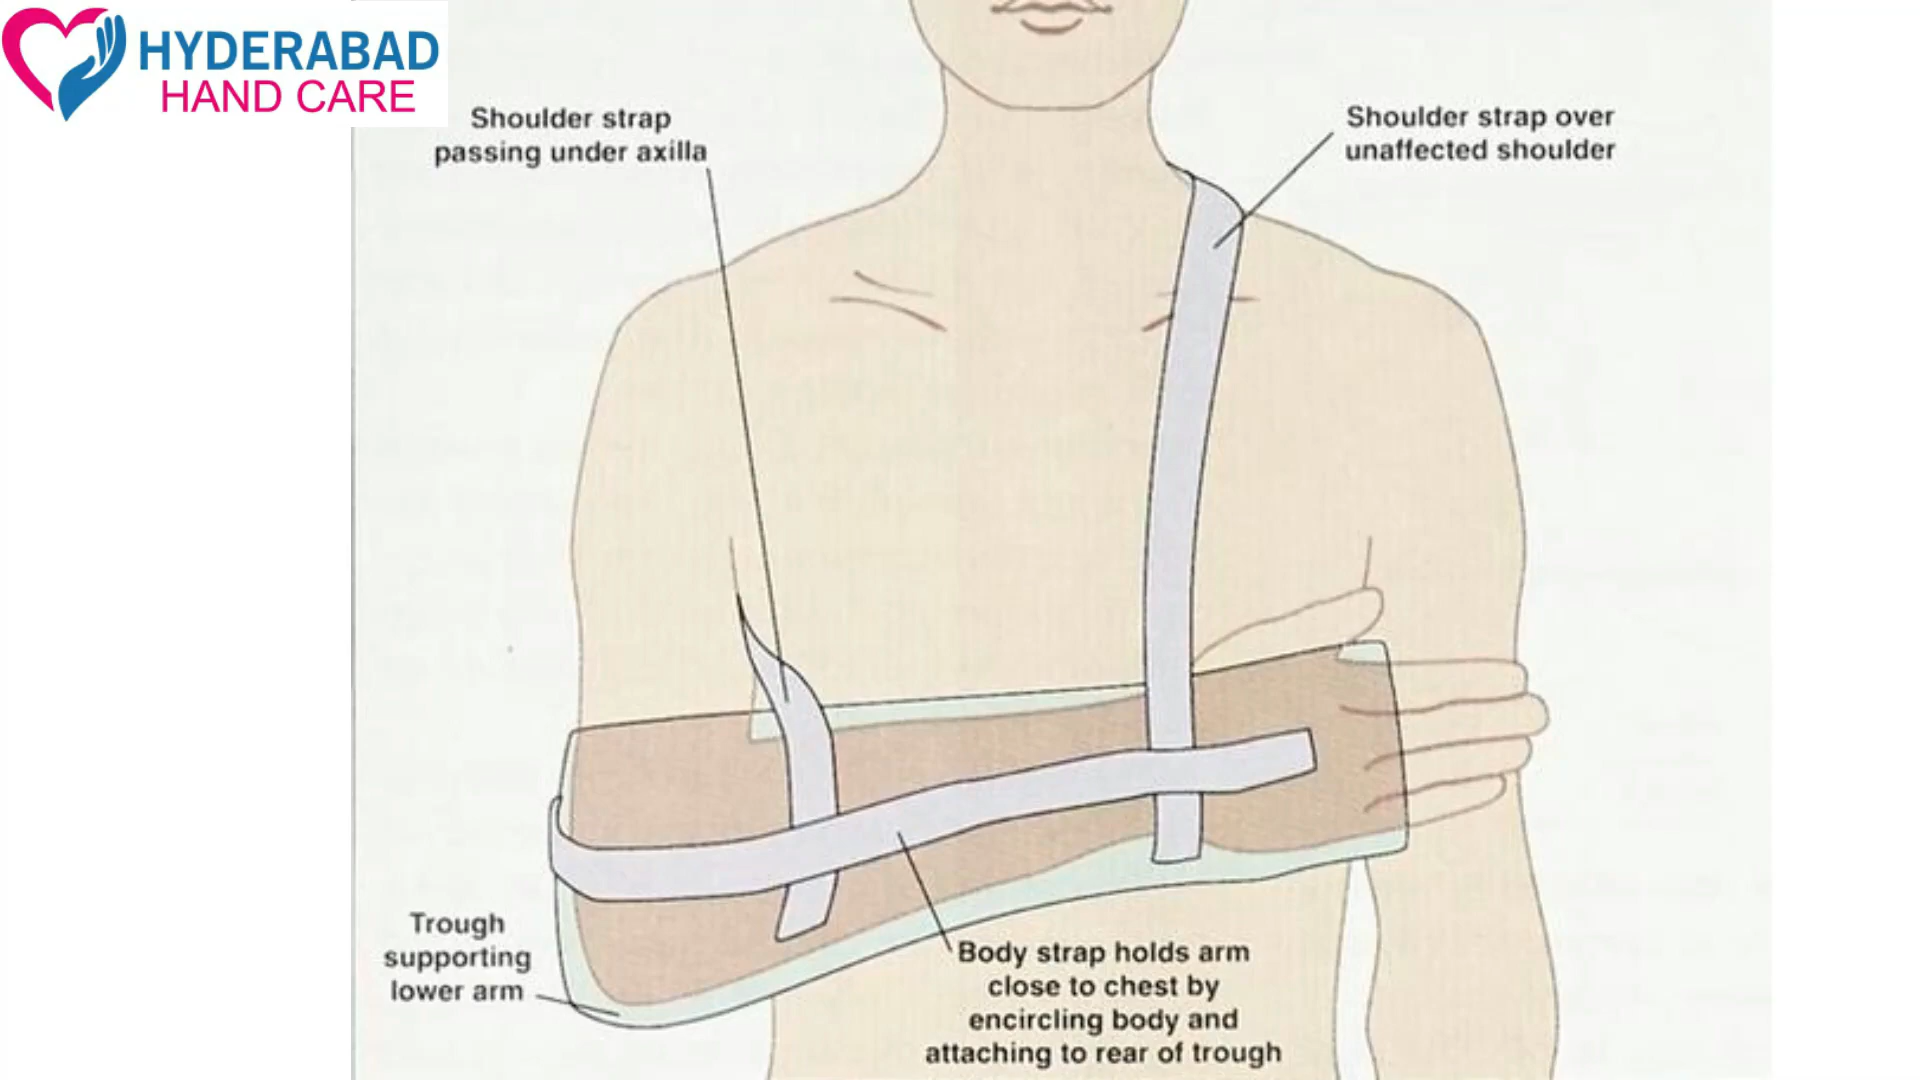 HYDERABAD
HAND CARE
Shoulder strap
passing under axilla
Shoulder strap over
unaffected shoulder
Trough
supporting
lower arm
Body strap holds arm
close to chest by
encircling body and
attaching to rear of trough